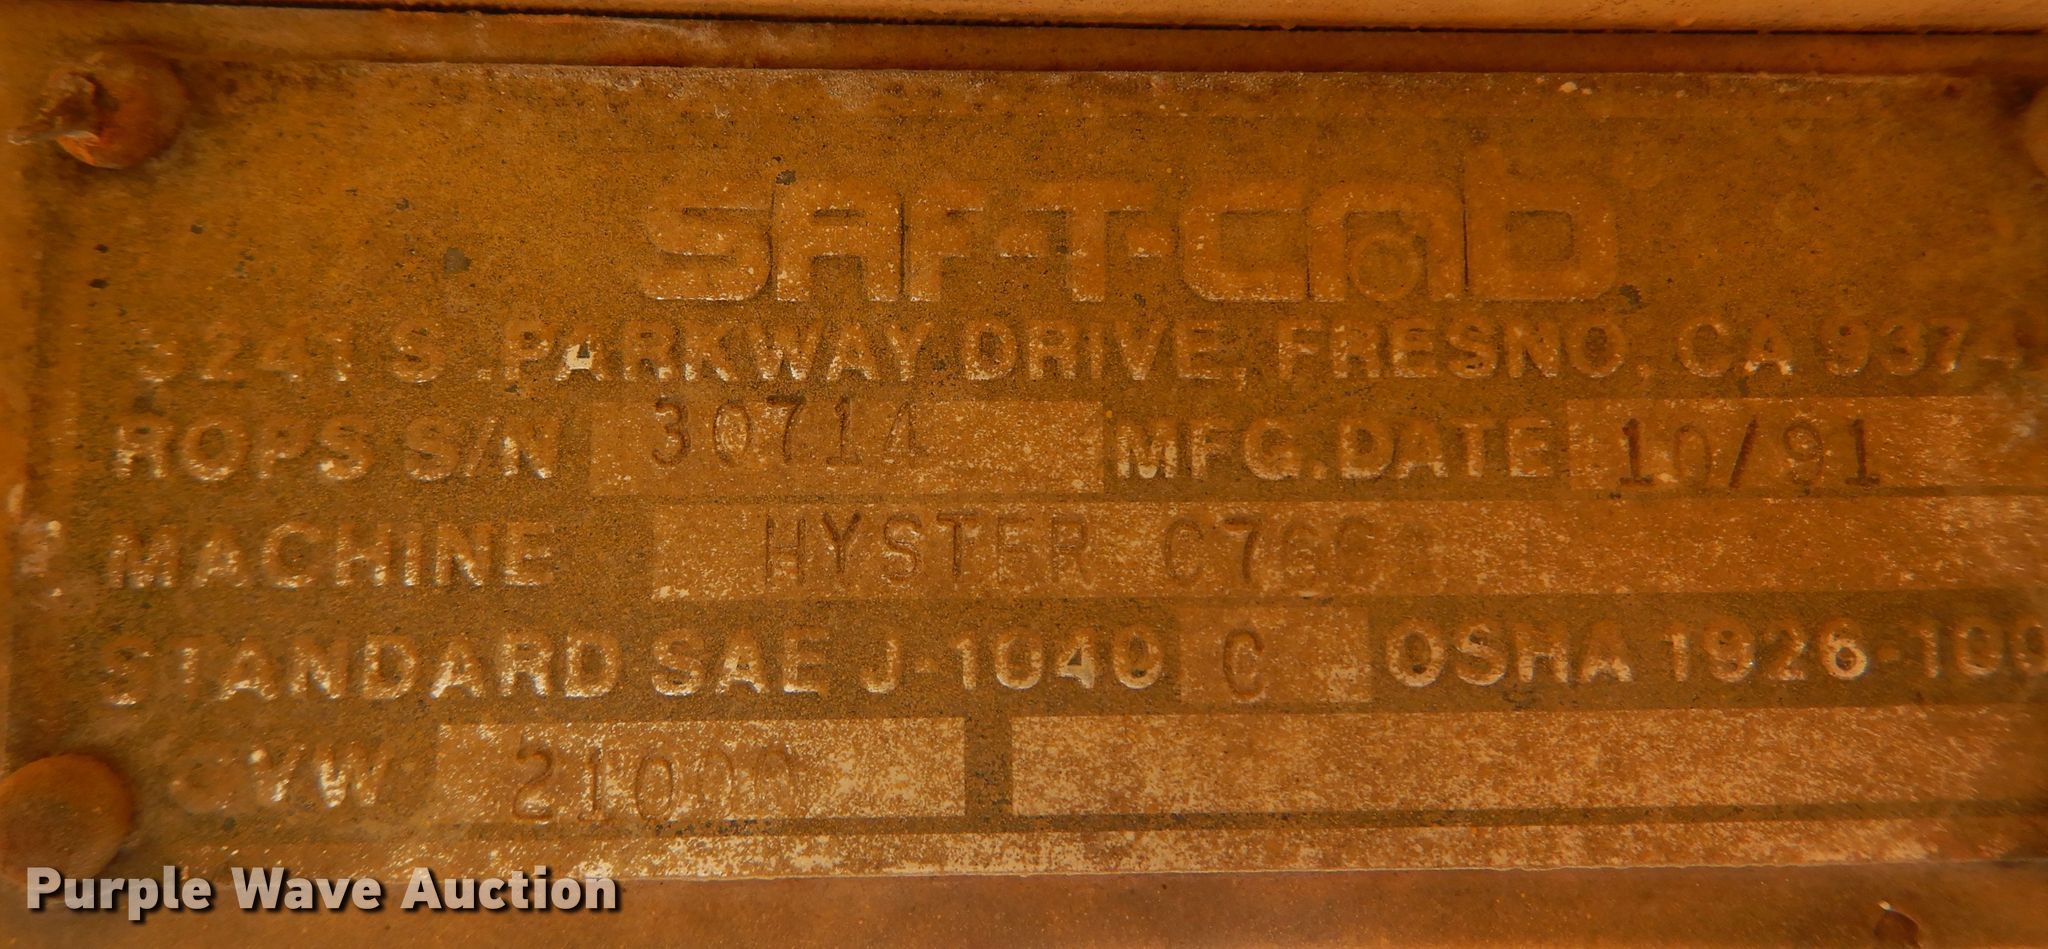 SAF-T-CAB
3241 S. PARKWAY DRIVE, FRESNO, CA 9374
ROPS S/N 30714 MFG. DATE 10/91
MACHINE HYSTER
STANDARD SAE J-1040 C OSHA 1926-100
GVW 21000
Purple Wave Auction